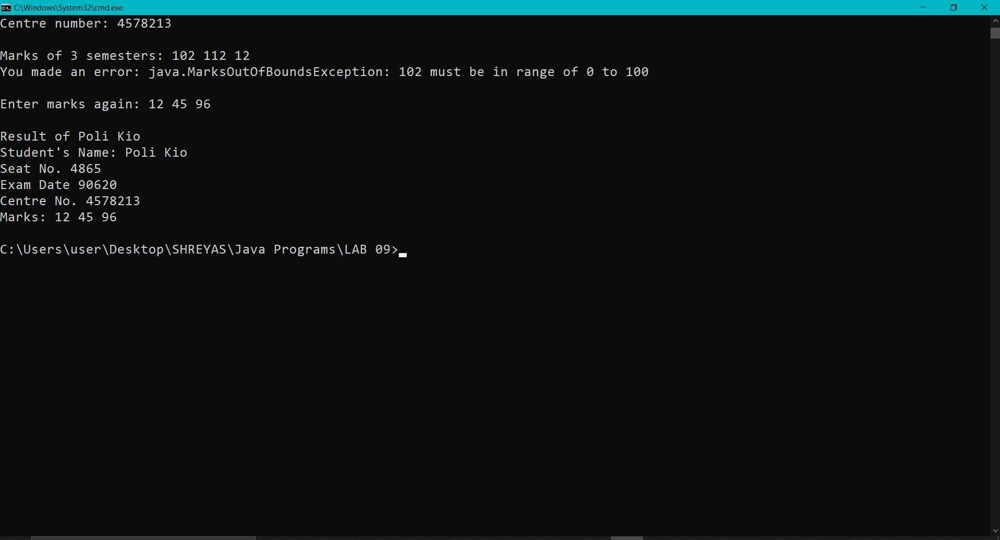 C:\Windows\System32\cmd.exe
Centre number: 4578213
Marks of 3 semesters: 102 112 12
You made an error: java.MarksOutOfBoundsException: 102 must be in range of 0 to 100
Enter marks again: 12 45 96
Result of Poli Kio
Student's Name: Poli Kio
Seat No. 4865
Exam Date 90620
Centre No. 4578213
Marks: 12 45 96
C:\Users\user\Desktop\SHREYAS\Java Programs\LAB 09>